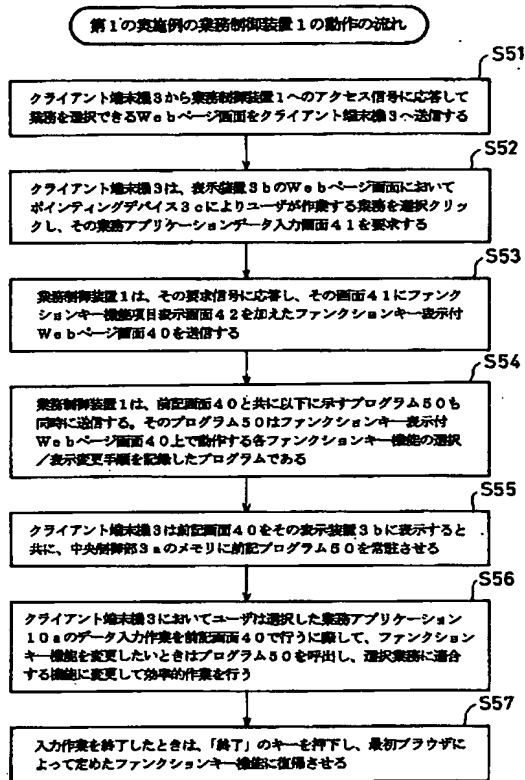 第１の実施例の業務制御装置１の動作の流れ
S51
クライアント端末機３から業務制御装置１へのアクセス信号に応答して
業務を選択できるＷｅｂページ画面をクライアント端末機３へ送信する
S52
クライアント端末機３は、表示装置３ｂのＷｅｂページ画面において
ポインティングデバイス３ｃによりユーザが作業する業務を選択クリッ
クし、その業務アプリケーションデータ入力画面４１を要求する
S53
業務制御装置１は、その要求信号に応答し、その画面４１にファンク
ションキー機能項目表示画面４２を加えたファンクションキー表示付
Ｗｅｂページ画面４０を送信する
S54
業務制御装置１は、前記画面４０と共に以下に示すプログラム５０も
同時に送信する。そのプログラム５０はファンクションキー表示付
Ｗｅｂページ画面４０上で動作する各ファンクションキー機能の選択
／表示変更手順を記録したプログラムである
S55
クライアント端末機３は前記画面４０をその表示装置３ｂに表示すると
共に、中央制御部３ａのメモリに前記プログラム５０を常駐させる
S56
クライアント端末機３においてユーザは選択した業務アプリケーション
１０ａのデータ入力作業を前記画面４０で行うに際して、ファンクション
キー機能を変更したいときはプログラム５０を呼出し、選択業務に適合
する機能に変更して効率的作業を行う
S57
入力作業を終了したときは、「終了」のキーを押下し、最初ブラウザに
よって定めたファンクションキー機能に復帰させる